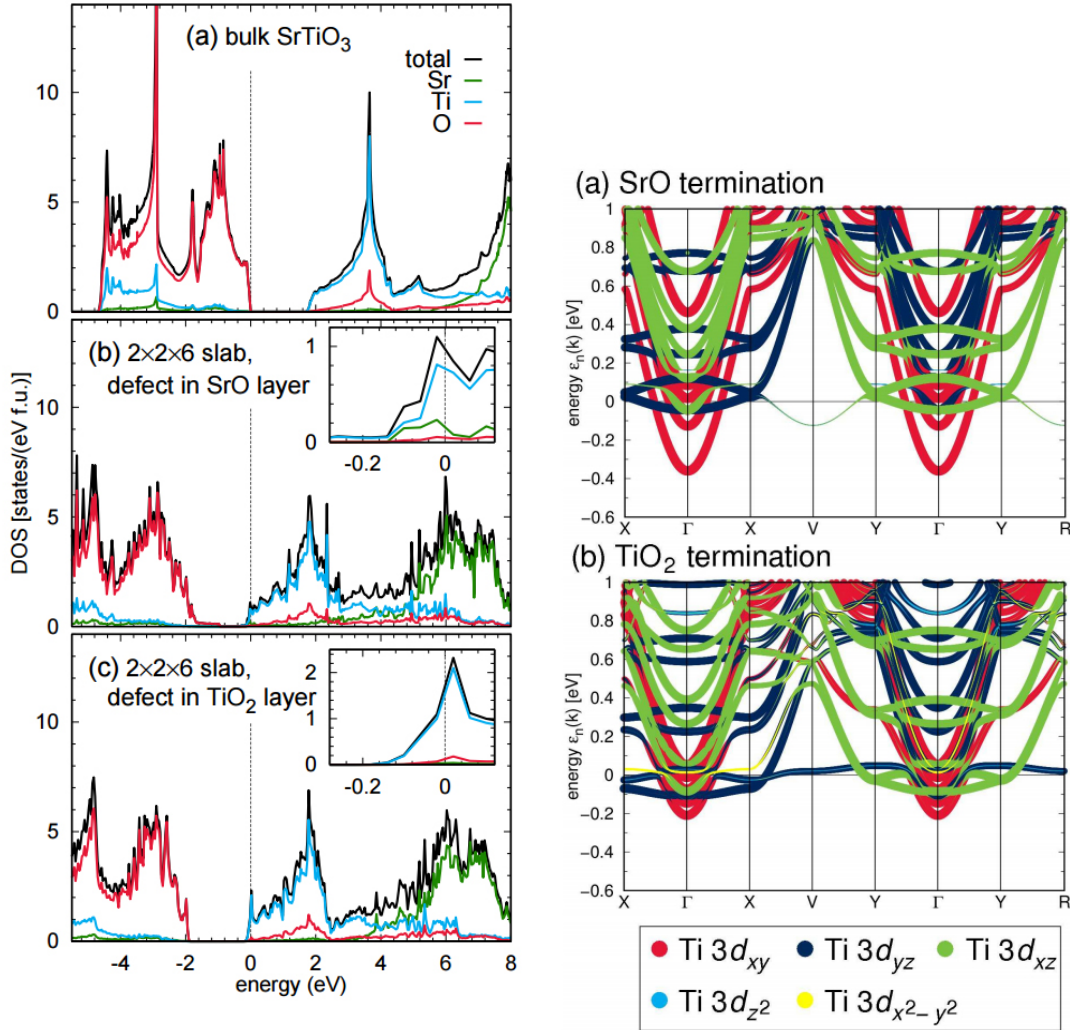 (a) bulk SrTiO3
total
Sr
Ti
O
10
5
0
(b) 2×2×6 slab,
defect in SrO layer
1
0
-0.2
0
10
5
0
(c) 2×2×6 slab,
defect in TiO2 layer
2
1
0
-0.2
0
10
5
0
-4
-2
0
2
4
6
8
energy (eV)
DOS [states/(eV f.u.)]
(a) SrO termination
1
0.8
0.6
0.4
0.2
0
−0.2
−0.4
−0.6
energy εn(k) [eV]
X Γ X V Y Γ Y R
(b) TiO2 termination
1
0.8
0.6
0.4
0.2
0
−0.2
−0.4
−0.6
energy εn(k) [eV]
X Γ X V Y Γ Y R
Ti 3dxy Ti 3dyz Ti 3dxz
Ti 3dz2 Ti 3dx2−y2